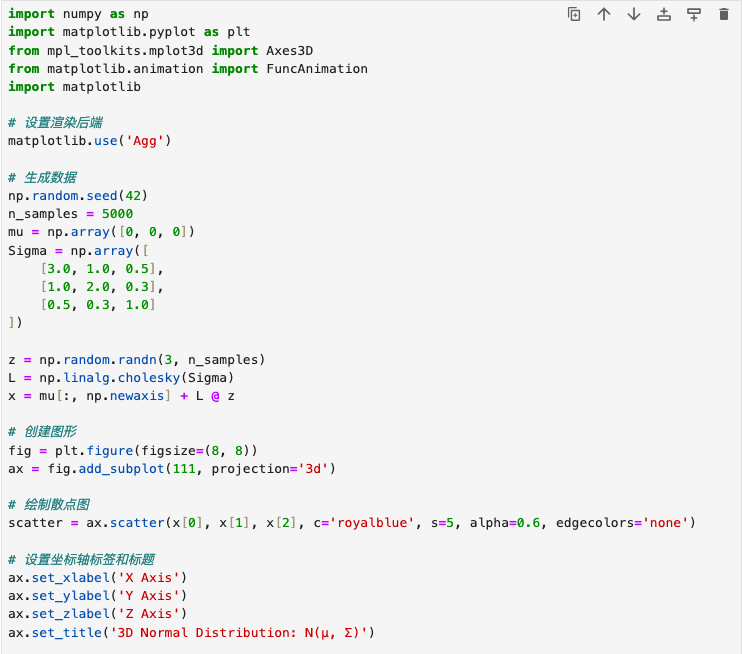 import numpy as np
import matplotlib.pyplot as plt
from mpl_toolkits.mplot3d import Axes3D
from matplotlib.animation import FuncAnimation
import matplotlib

# 设置渲染后端
matplotlib.use('Agg')

# 生成数据
np.random.seed(42)
n_samples = 5000
mu = np.array([0, 0, 0])
Sigma = np.array([
    [3.0, 1.0, 0.5],
    [1.0, 2.0, 0.3],
    [0.5, 0.3, 1.0]
])

z = np.random.randn(3, n_samples)
L = np.linalg.cholesky(Sigma)
x = mu[:, np.newaxis] + L @ z

# 创建图形
fig = plt.figure(figsize=(8, 8))
ax = fig.add_subplot(111, projection='3d')

# 绘制散点图
scatter = ax.scatter(x[0], x[1], x[2], c='royalblue', s=5, alpha=0.6, edgecolors='none')

# 设置坐标轴标签和标题
ax.set_xlabel('X Axis')
ax.set_ylabel('Y Axis')
ax.set_zlabel('Z Axis')
ax.set_title('3D Normal Distribution: N(μ, Σ)')